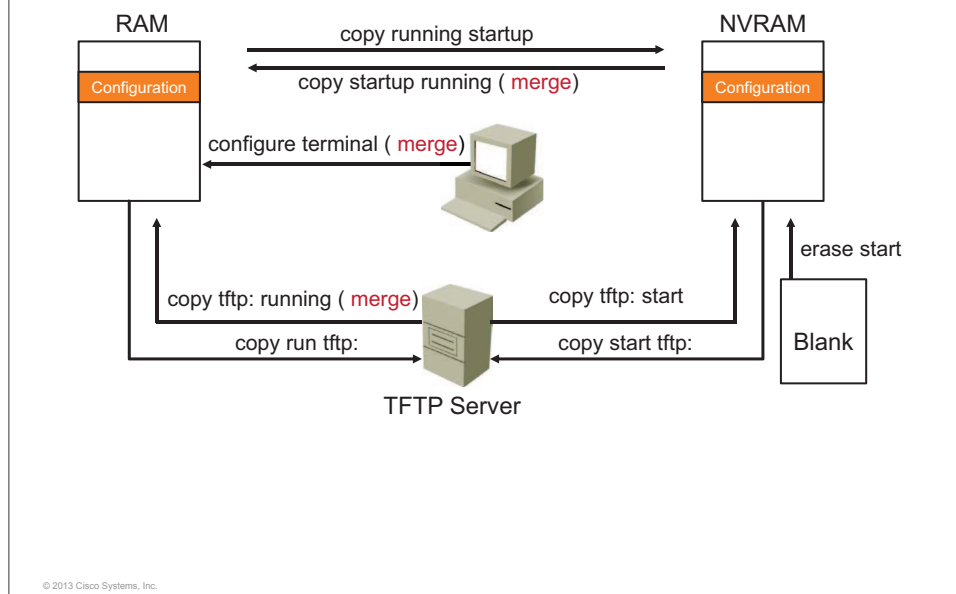 RAM
NVRAM
copy running startup
copy startup running ( merge)
Configuration
Configuration
configure terminal ( merge)
erase start
copy tftp: running ( merge)
copy tftp: start
copy run tftp:
copy start tftp:
Blank
TFTP Server
© 2013 Cisco Systems, Inc.